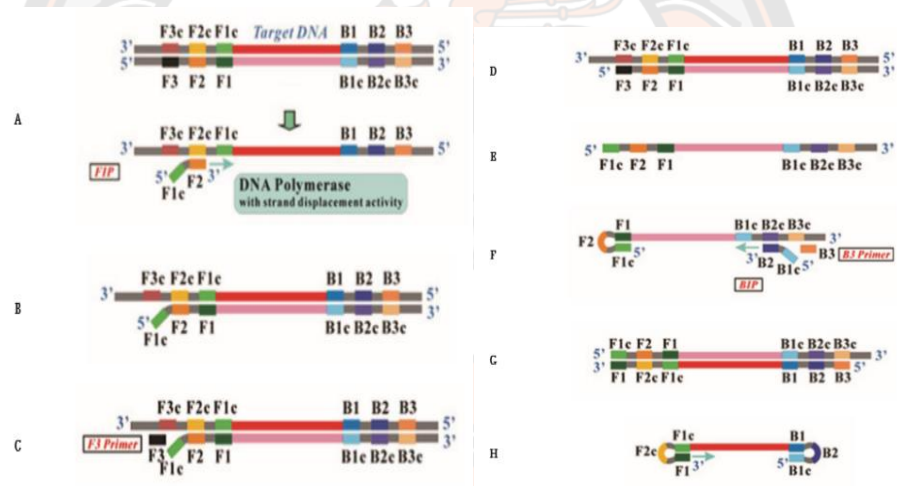 A
F3c F2c F1c Target DNA B1 B2 B3
3’ 5’
5’ 3’
F3 F2 F1 B1c B2c B3c
F3c F2c F1c B1 B2 B3
3’ 5’
FIP
5’ F2 3’
F1c
DNA Polymerase
with strand displacement activity
B
F3c F2c F1c B1 B2 B3
3’ 5’
3’
5’ F2 F1 B1c B2c B3c
F1c
C
F3c F2c F1c B1 B2 B3
3’ 5’
F3 Primer 3’
F3 F2 F1 B1c B2c B3c
F1c
D
F3c F2c F1c B1 B2 B3
3’ 5’
5’ 3’
F3 F2 F1 B1c B2c B3c
E
5’ 3’
F1c F2 F1 B1c B2c B3c
F
F1 B1c B2c B3c
F2 3’
F1c 5’ 3’ B2 B1c 5’ B3 B3 Primer
BIP
G
F1c F2 F1 B1c B2c B3c
5’ 3’
3’ 5’
F1 F2c F1c B1 B2 B3
H
F1c B1
F2c B2
F1 3’ 5’ B1c